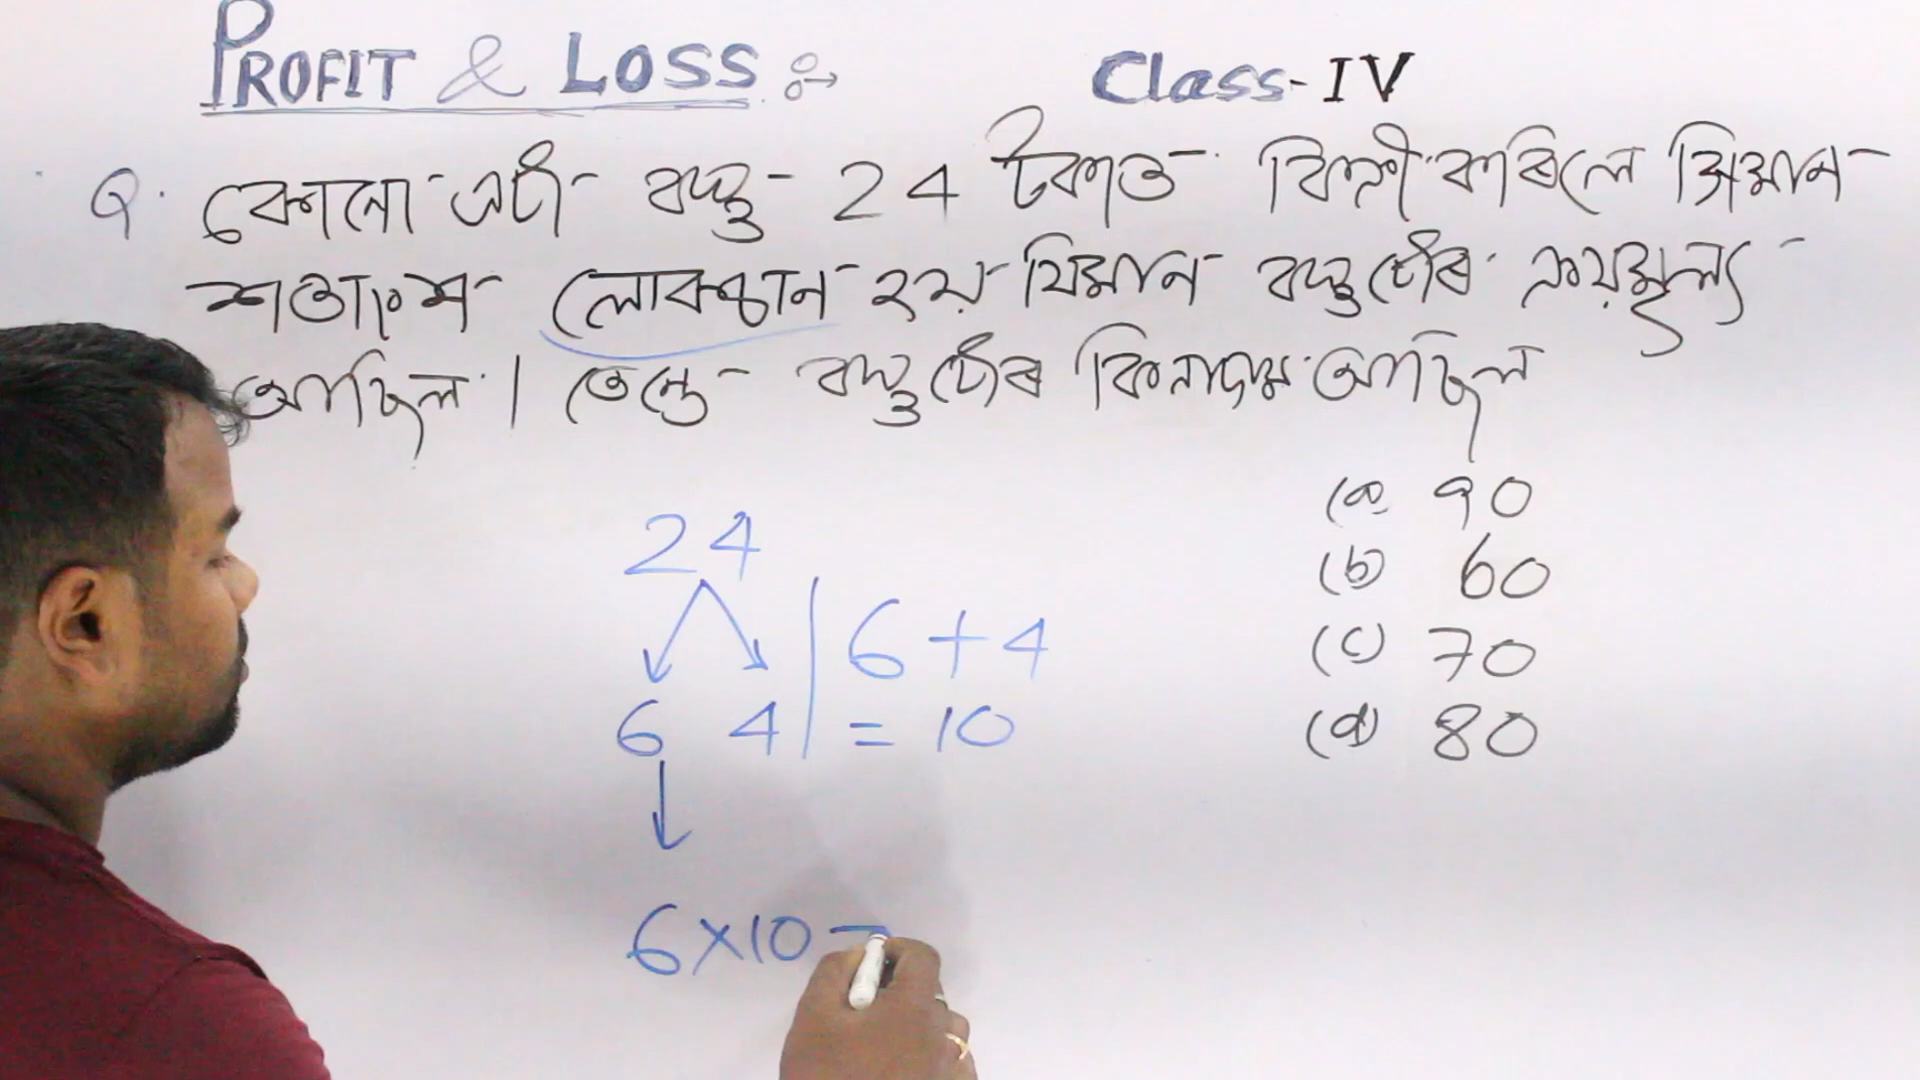 PROFIT & LOSS :→ Class-IV
Q. কোনো এটা বস্তু 24 টকাত বিক্ৰী কৰিলে সিমান
শতাংশ লোকচান হয় যিমান বস্তুটোৰ ক্ৰয়মূল্য
আছিল। তেন্তে বস্তুটোৰ কিনাদাম আছিল
(a) 90
(b) 60
(c) 70
(d) 80
24
6 4 | 6 + 4
= 10
6×10